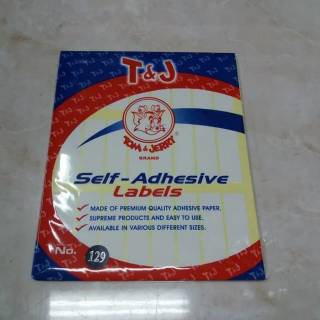 T&J
TOM & JERRY
BRAND
Self-Adhesive
Labels
MADE OF PREMIUM QUALITY ADHESIVE PAPER.
SUPREME PRODUCTS AND EASY TO USE.
AVAILABLE IN VARIOUS DIFFERENT SIZES.
No. 129